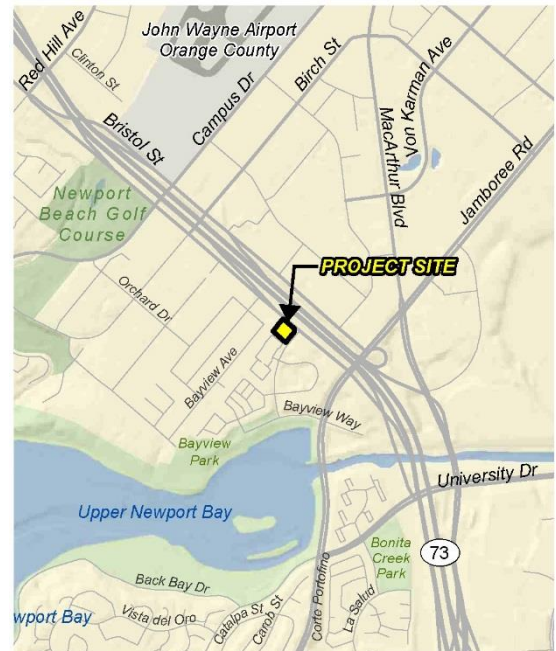 John Wayne Airport
Orange County
Red Hill Ave
Clinton St
Bristol St
Campus Dr
Birch St
Von Karman Ave
MacArthur Blvd
Jamboree Rd
Newport
Beach Golf
Course
Orchard Dr
PROJECT SITE
Bayview Ave
Bayview Way
Bayview
Park
University Dr
Upper Newport Bay
Bonita
Creek
Park
73
Back Bay Dr
wport Bay
Vista del Oro
Catalpa St
Carob St
Corte Portofino
La Salud